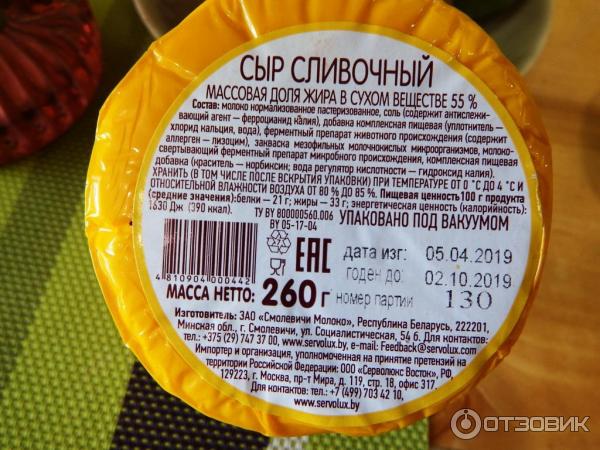 СЫР СЛИВОЧНЫЙ
МАССОВАЯ ДОЛЯ ЖИРА В СУХОМ ВЕЩЕСТВЕ 55 %
Состав: молоко нормализованное пастеризованное, соль (содержит антислежи-
вающий агент – ферроцианид калия), добавка комплексная пищевая (уплотнитель –
хлорид кальция, вода), ферментный препарат животного происхождения (содержит
аллерген – лизоцим), закваска мезофильных молочнокислых микроорганизмов, молоко-
свертывающий ферментный препарат микробного происхождения, комплексная пищевая
добавка (краситель – норбиксин; вода регулятор кислотности – гидроксид калия).
ХРАНИТЬ (В ТОМ ЧИСЛЕ ПОСЛЕ ВСКРЫТИЯ УПАКОВКИ) ПРИ ТЕМПЕРАТУРЕ ОТ 0 °С ДО 4 °С И
ОТНОСИТЕЛЬНОЙ ВЛАЖНОСТИ ВОЗДУХА ОТ 80 % ДО 85 %. Пищевая ценность 100 г продукта
(средние значения): белки – 21 г; жиры – 33 г; энергетическая ценность (калорийность):
1630 Дж (390 ккал).
ТУ BY 800000560.006
BY 05-17-04
УПАКОВАНО ПОД ВАКУУМОМ
4810904000442
EAC
дата изг: 05.04.2019
годен до: 02.10.2019
МАССА НЕТТО: 260 г
номер партии 130
Изготовитель: ЗАО «Смолевичи Молоко», Республика Беларусь, 222201,
Минская обл., г. Смолевичи, ул. Социалистическая, 54 б. Для контактов:
тел.: +375 (29) 747 37 00, www.servolux.by, e-mail: Feedback@servolux.com
Импортер и организация, уполномоченная на принятие претензий на
территории Российской Федерации: ООО «Серволюкс Восток», РФ,
129223, г. Москва, пр-т Мира, д. 119, стр. 18, офис 317.
Для контактов: тел.: +7 (499) 703 42 10,
www.servolux.by
ОТЗОВИК